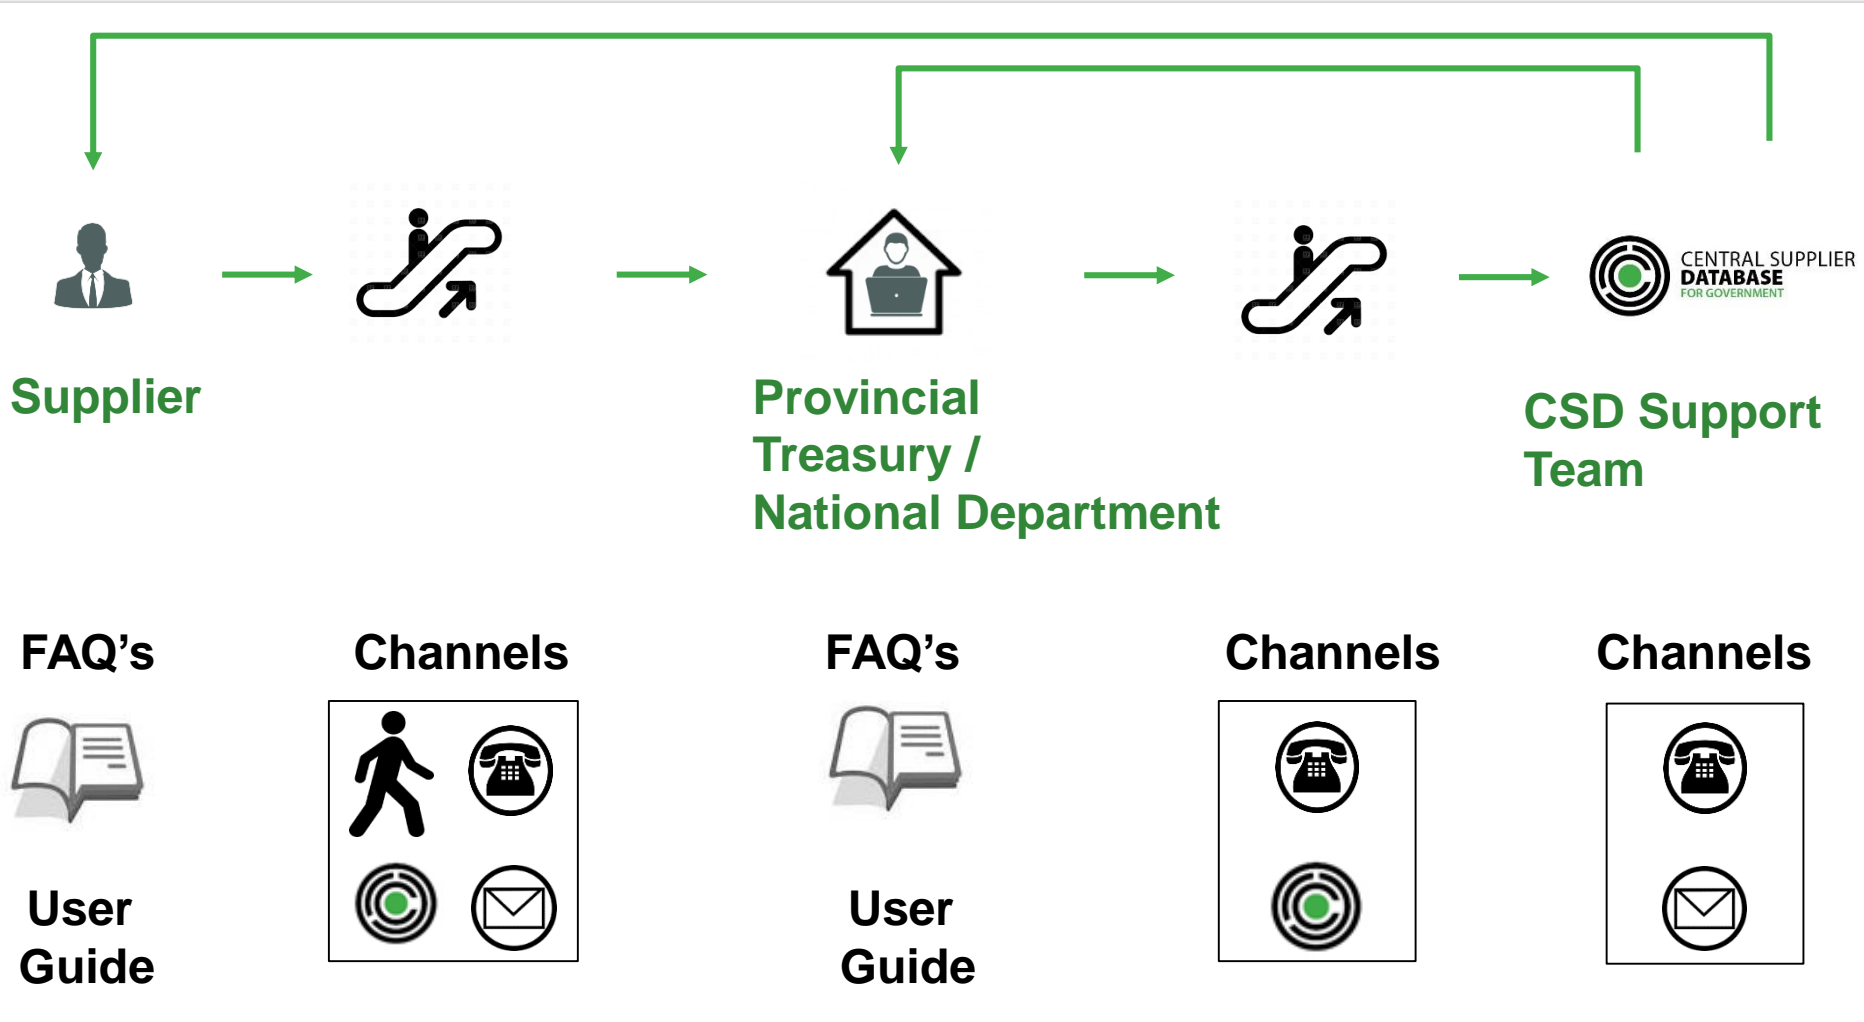 CENTRAL SUPPLIER
DATABASE
FOR GOVERNMENT
Supplier
Provincial
Treasury /
National Department
CSD Support
Team
FAQ’s
Channels
FAQ’s
Channels
Channels
User
Guide
User
Guide